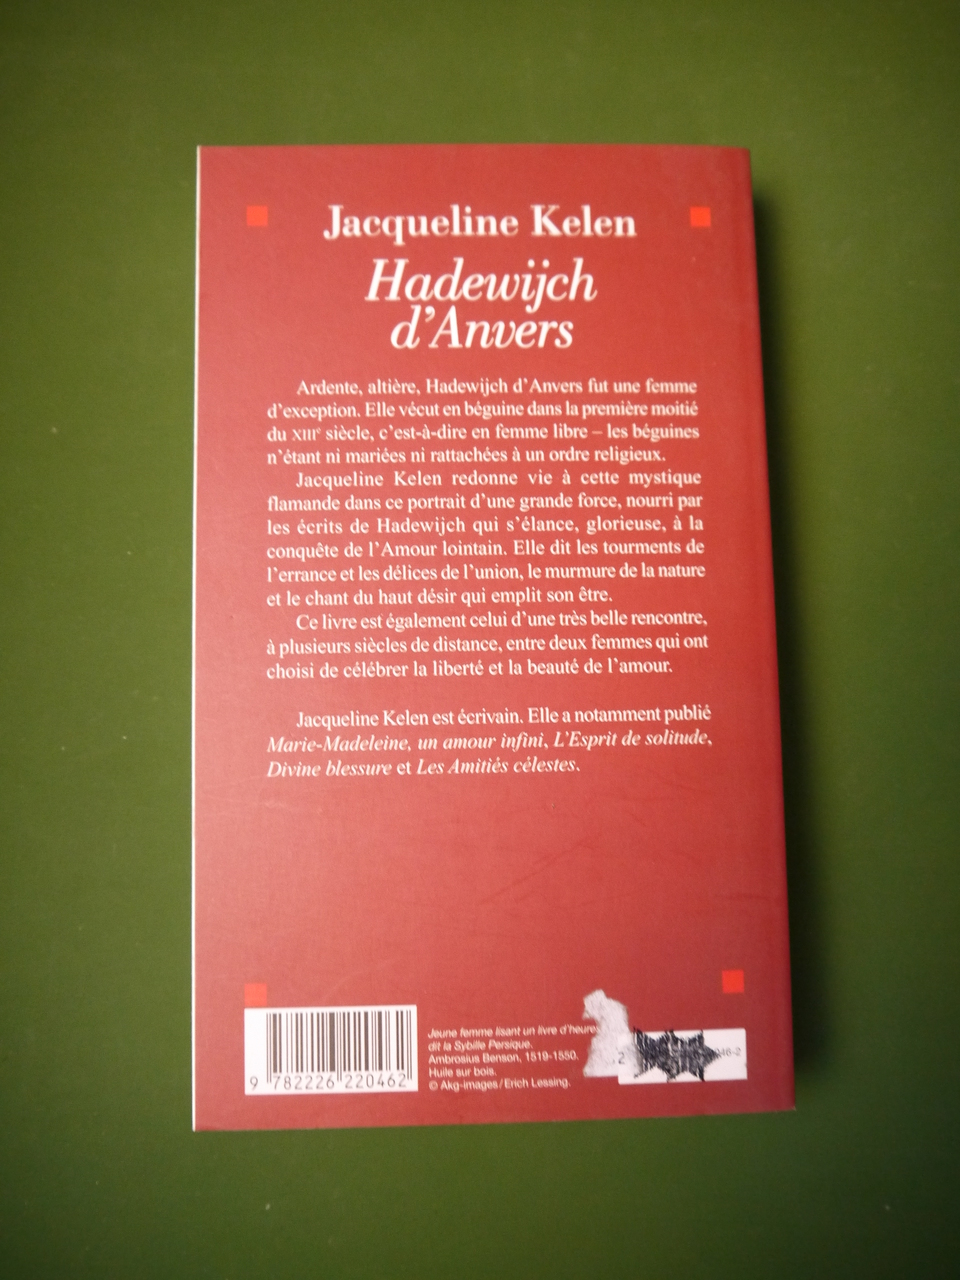 Jacqueline Kelen
Hadewijch
d'Anvers
Ardente, altière, Hadewijch d'Anvers fut une femme
d'exception. Elle vécut en béguine dans la première moitié
du XIIIe siècle, c'est-à-dire en femme libre – les béguines
n'étant ni mariées ni rattachées à un ordre religieux.
Jacqueline Kelen redonne vie à cette mystique
flamande dans ce portrait d'une grande force, nourri par
les écrits de Hadewijch qui s'élance, glorieuse, à la
conquête de l'Amour lointain. Elle dit les tourments de
l'errance et les délices de l'union, le murmure de la nature
et le chant du haut désir qui emplit son être.
Ce livre est également celui d'une très belle rencontre,
à plusieurs siècles de distance, entre deux femmes qui ont
choisi de célébrer la liberté et la beauté de l'amour.
Jacqueline Kelen est écrivain. Elle a notamment publié
Marie-Madeleine, un amour infini, L'Esprit de solitude,
Divine blessure et Les Amitiés célestes.
Jeune femme lisant un livre d'heures
dit la Sybille Persique.
Ambrosius Benson, 1519-1550.
Huile sur bois.
© Akg-images / Erich Lessing.
9 782226 220462